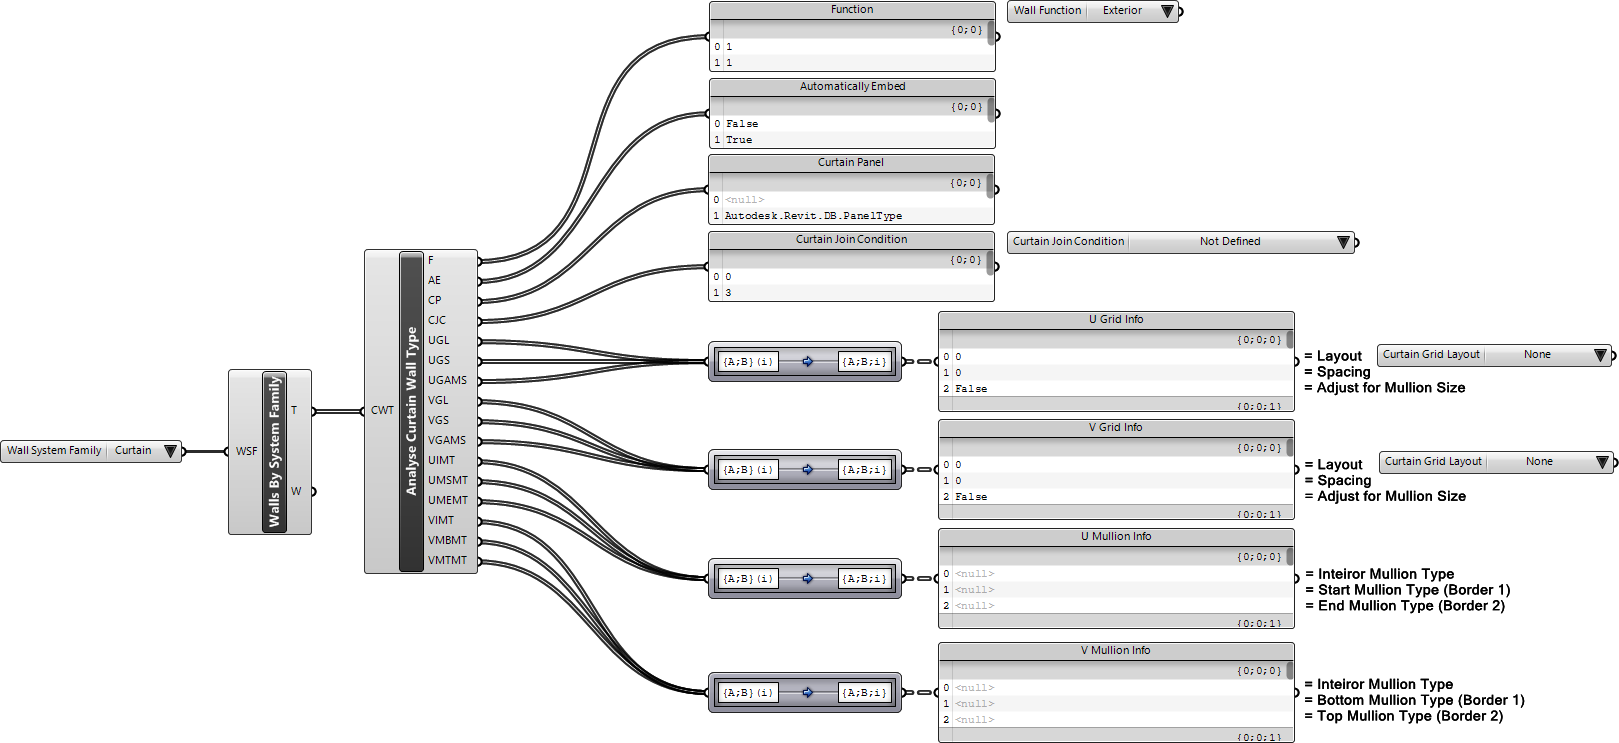 Wall System Family Curtain
WSF
Walls By System Family
T
W
CWT
Analyse Curtain Wall Type
F
AE
CP
CJC
UGL
UGS
UGAMS
VGL
VGS
VGAMS
UIMT
UMSMT
UMEMT
VIMT
VMBMT
VMTMT
Function
{0;0}
0 1
1 1
Wall Function Exterior
Automatically Embed
{0;0}
0 False
1 True
Curtain Panel
{0;0}
0 <null>
1 Autodesk.Revit.DB.PanelType
Curtain Join Condition
{0;0}
0 0
1 3
Curtain Join Condition Not Defined
{A;B}(i) {A;B;i}
U Grid Info
{0;0;0}
0 0
1 0
2 False
{0;0;1}
= Layout
= Spacing
= Adjust for Mullion Size
Curtain Grid Layout None
{A;B}(i) {A;B;i}
V Grid Info
{0;0;0}
0 0
1 0
2 False
{0;0;1}
= Layout
= Spacing
= Adjust for Mullion Size
Curtain Grid Layout None
{A;B}(i) {A;B;i}
U Mullion Info
{0;0;0}
0 <null>
1 <null>
2 <null>
{0;0;1}
= Inteiror Mullion Type
= Start Mullion Type (Border 1)
= End Mullion Type (Border 2)
{A;B}(i) {A;B;i}
V Mullion Info
{0;0;0}
0 <null>
1 <null>
2 <null>
{0;0;1}
= Inteiror Mullion Type
= Bottom Mullion Type (Border 1)
= Top Mullion Type (Border 2)